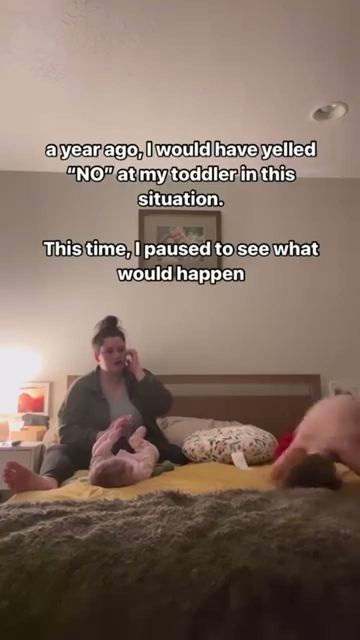 a year ago, I would have yelled
“NO” at my toddler in this
situation.
This time, I paused to see what
would happen